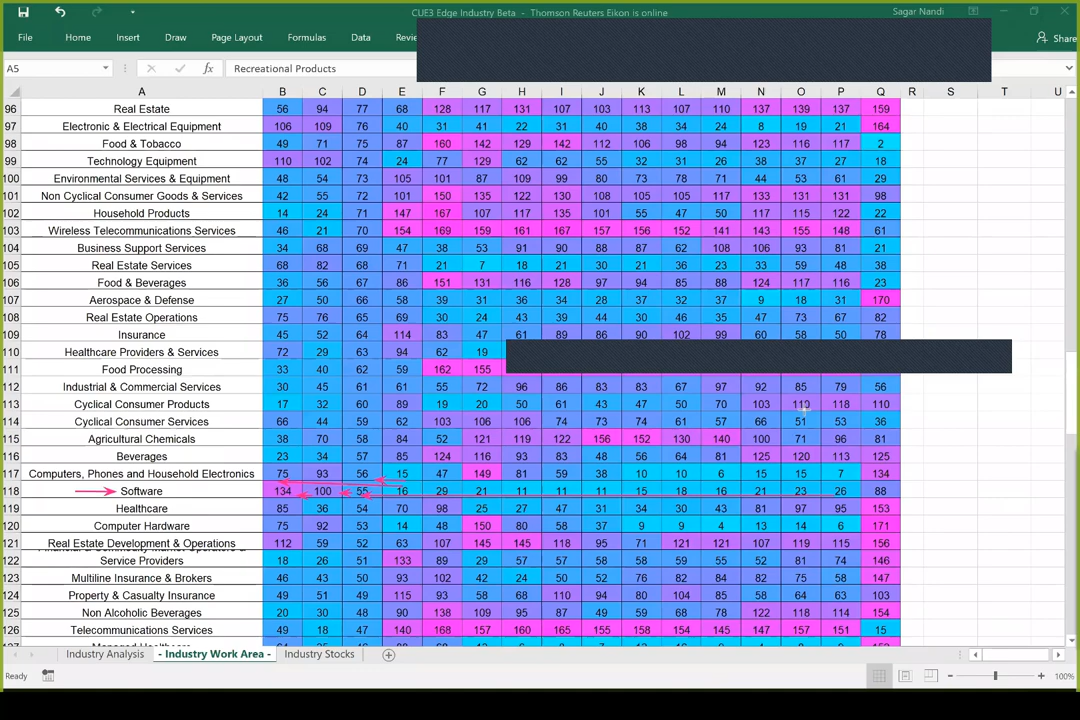 CUE3 Edge Industry Beta - Thomson Reuters Eikon is online
Sagar Nandi
File Home Insert Draw Page Layout Formulas Data
Share
A5 fx Recreational Products
A B C D E F G H I J K L M N O P Q R S T U
96 Real Estate 56 94 77 68 128 117 131 107 103 113 107 110 137 139 137 159
97 Electronic & Electrical Equipment 106 109 76 40 31 41 22 31 40 38 34 24 8 19 21 164
98 Food & Tobacco 49 71 75 87 160 142 129 142 112 106 98 94 123 116 117 2
99 Technology Equipment 110 102 74 24 77 129 62 62 55 32 31 26 38 37 27 18
100 Environmental Services & Equipment 48 54 73 105 101 87 109 99 80 73 78 71 44 53 61 29
101 Non Cyclical Consumer Goods & Services 42 55 72 101 150 135 122 130 108 105 105 117 133 131 131 98
102 Household Products 14 24 71 147 167 107 117 135 101 55 47 50 117 115 122 22
103 Wireless Telecommunications Services 46 21 70 154 169 159 161 167 157 156 152 141 143 155 148 61
104 Business Support Services 34 68 69 47 38 53 91 90 88 87 62 108 106 93 81 21
105 Real Estate Services 68 82 68 71 21 7 18 21 30 21 36 23 33 59 48 38
106 Food & Beverages 36 56 67 86 151 131 116 128 97 94 85 88 124 117 116 23
107 Aerospace & Defense 27 50 66 58 39 31 36 34 28 37 32 37 9 18 31 170
108 Real Estate Operations 75 76 65 69 30 24 43 39 44 30 46 35 47 73 67 82
109 Insurance 45 52 64 114 83 47 61 89 86 90 102 99 60 58 50 78
110 Healthcare Providers & Services 72 29 63 94 62 19
111 Food Processing 33 40 62 59 162 155
112 Industrial & Commercial Services 30 45 61 61 55 72 96 86 83 83 67 97 92 85 79 56
113 Cyclical Consumer Products 17 32 60 89 19 20 50 61 43 47 50 70 103 110 118 110
114 Cyclical Consumer Services 66 44 59 62 103 106 106 74 73 74 61 57 66 51 53 36
115 Agricultural Chemicals 38 70 58 84 52 121 119 122 156 152 130 140 100 71 96 81
116 Beverages 23 34 57 85 124 116 93 83 48 56 64 81 125 120 113 125
117 Computers, Phones and Household Electronics 75 93 56 15 47 149 81 59 38 10 10 6 15 15 7 134
118 Software 134 100 55 16 29 21 11 11 11 15 18 16 21 23 26 88
119 Healthcare 85 36 54 70 98 25 27 47 31 34 30 43 81 97 95 153
120 Computer Hardware 75 92 53 14 48 150 80 58 37 9 9 4 13 14 6 171
121 Real Estate Development & Operations 112 59 52 63 107 145 145 118 95 71 121 121 107 119 115 156
122 Service Providers 18 26 51 133 89 29 57 57 58 58 59 55 52 81 74 146
123 Multiline Insurance & Brokers 46 43 50 93 102 42 24 50 52 76 82 84 82 75 58 147
124 Property & Casualty Insurance 49 51 49 115 93 58 68 110 94 80 104 85 58 64 63 103
125 Non Alcoholic Beverages 20 30 48 90 138 109 95 87 49 59 68 78 122 118 114 154
126 Telecommunications Services 49 18 47 140 168 157 160 165 155 158 154 145 147 157 151 15
Industry Analysis - Industry Work Area - Industry Stocks
Ready 100%